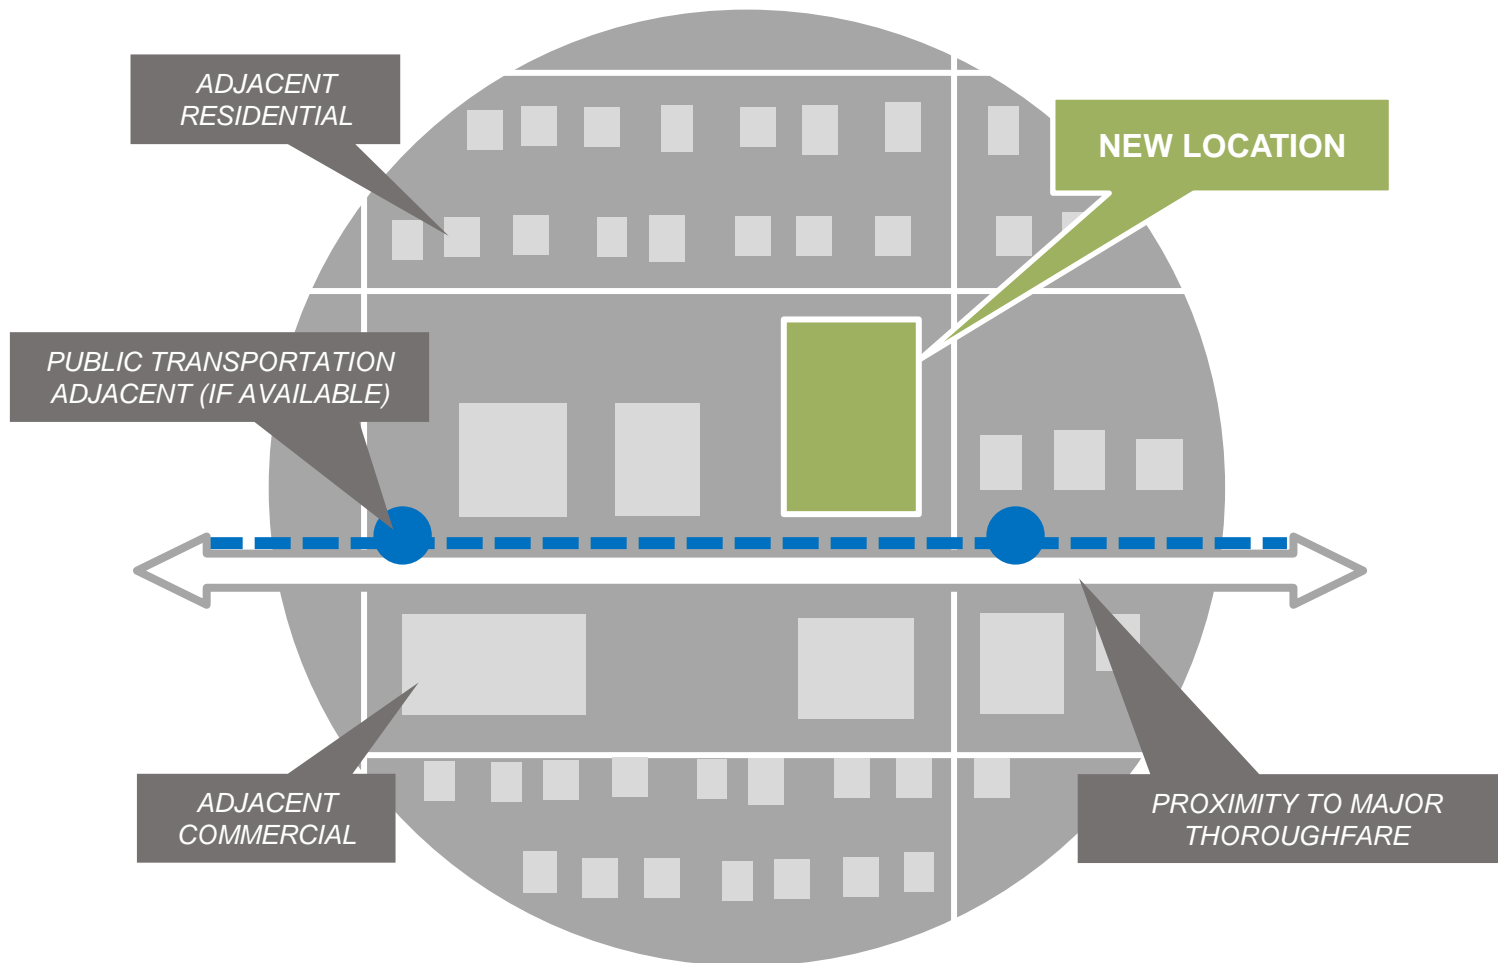 ADJACENT
RESIDENTIAL
NEW LOCATION
PUBLIC TRANSPORTATION
ADJACENT (IF AVAILABLE)
ADJACENT
COMMERCIAL
PROXIMITY TO MAJOR
THOROUGHFARE